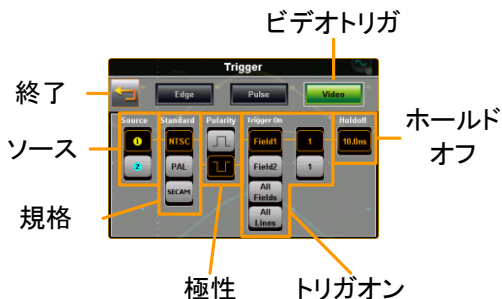 ビデオトリガ
Trigger
終了
Edge
Pulse
Video
Source
Standard
Polarity
Trigger On
Holdoff
ホールド
オフ
ソース
1
NTSC
Field1
1
10.0ns
2
PAL
Field2
1
SECAM
All
Fields
All
Lines
規格
極性
トリガオン